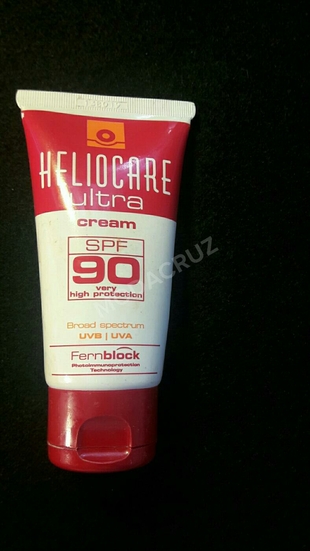 HELIOCARE
ultra
cream
SPF
90
very
high protection
Broad spectrum
UVB | UVA
Fernblock
Photoimmunoprotection
Technology